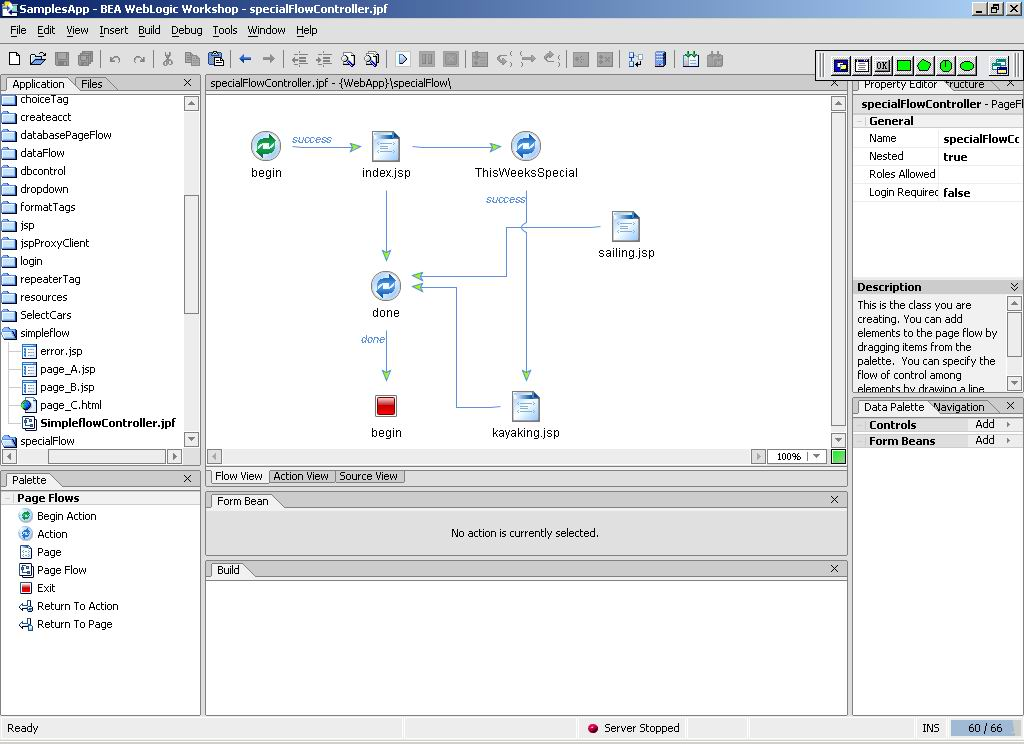 SamplesApp - BEA WebLogic Workshop - specialFlowController.jpf
File Edit View Insert Build Debug Tools Window Help
OK
Application Files
choiceTag
createacct
databasePageFlow
dataFlow
dbcontrol
dropdown
formatTags
jsp
jspProxyClient
login
repeaterTag
resources
SelectCars
simpleflow
error.jsp
page_A.jsp
page_B.jsp
page_C.html
SimpleflowController.jpf
specialFlow
Palette
Page Flows
Begin Action
Action
Page
Page Flow
Exit
Return To Action
Return To Page
specialFlowController.jpf - {WebApp}\specialFlow\
success
begin
index.jsp
ThisWeeksSpecial
success
sailing.jsp
done
done
begin
kayaking.jsp
100%
Flow View Action View Source View
Form Bean
No action is currently selected.
Build
Property Editor
specialFlowController - PageFl
General
Name specialFlowCc
Nested true
Roles Allowed
Login Required false
Description
This is the class you are
creating. You can add
elements to the page flow by
dragging items from the
palette. You can specify the
flow of control among
elements by drawing a line
Data Palette Navigation
Controls Add
Form Beans Add
Ready
Server Stopped
INS
60 / 66